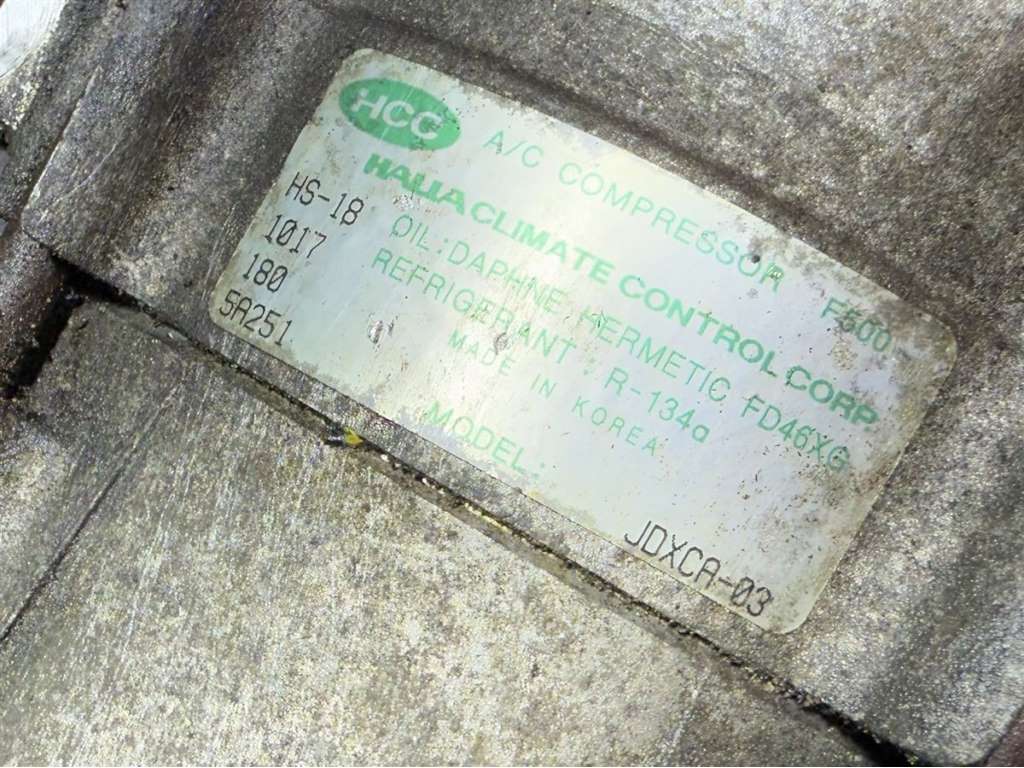 HCC A/C COMPRESSOR F500
HALLA CLIMATE CONTROL CORP
HS-18 OIL: DAPHNE HERMETIC FD46XG
1017 REFRIGERANT : R-134a
180 MADE IN KOREA
5A251 MODEL:
JDXCA-03